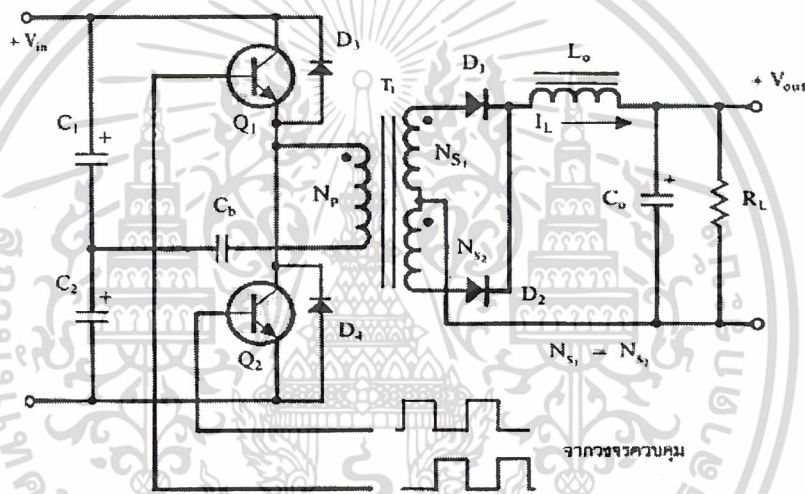 + Vin
D3
Q1
C1
+
Cb
NP
T1
NS1
D1
Lo
IL
+ Vout
Co
+
RL
C2
+
Q2
D4
NS2
D2
NS1 = NS2
จากวงจรควบคุม